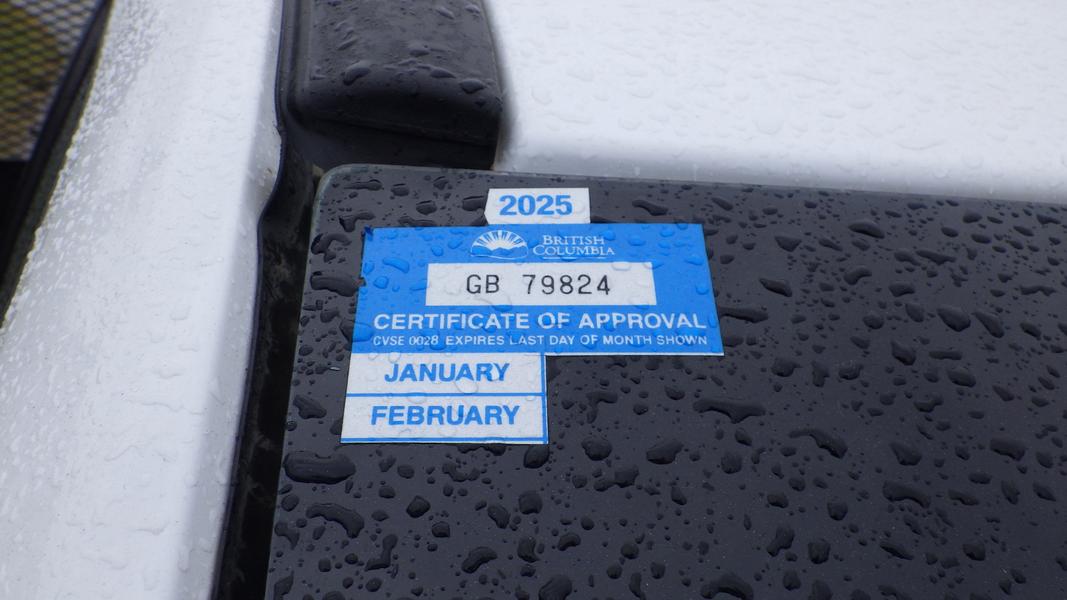 2025
BRITISH
COLUMBIA
GB 79824
CERTIFICATE OF APPROVAL
CVSE 0028 EXPIRES LAST DAY OF MONTH SHOWN
JANUARY
FEBRUARY